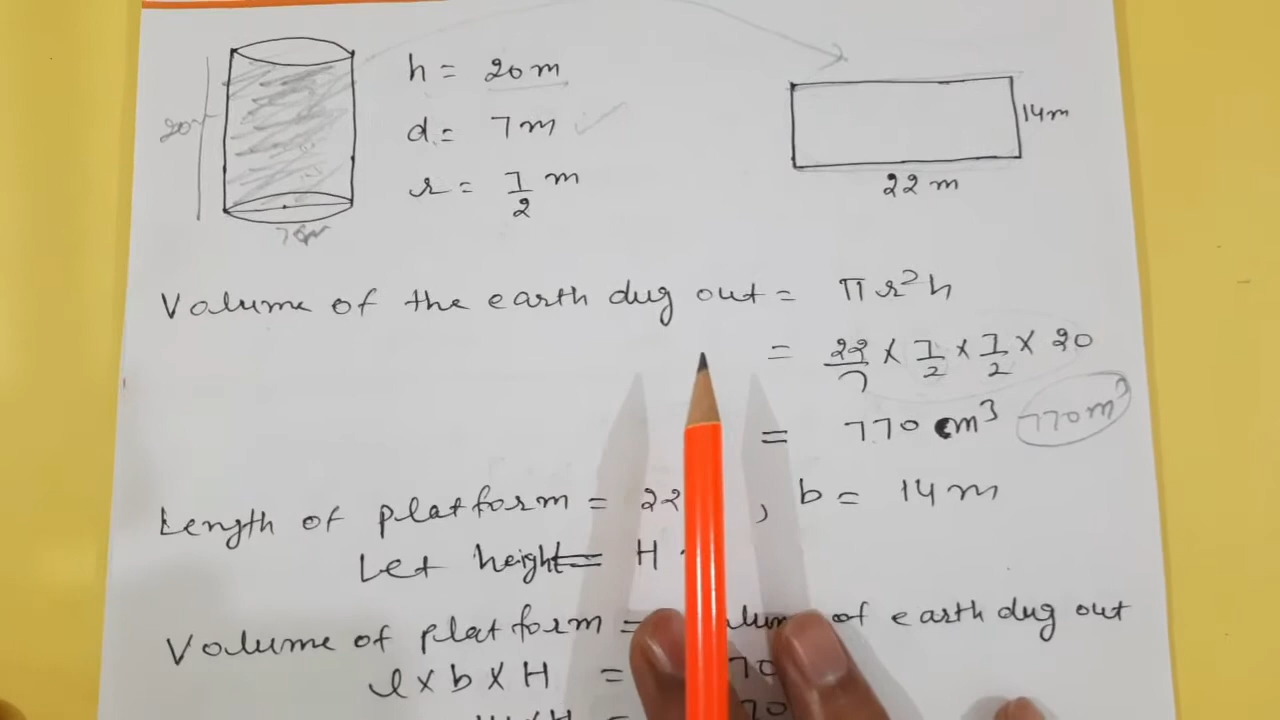 h = 20m
d = 7m
r = 7/2 m
20m
14m
22 m
Volume of the earth dug out = πr²h
= 22/7 × 7/2 × 7/2 × 20
= 770 m³ 770m³
Length of platform = 22 , b = 14 m
Let height = H
Volume of platform = of earth dug out
l × b × H =